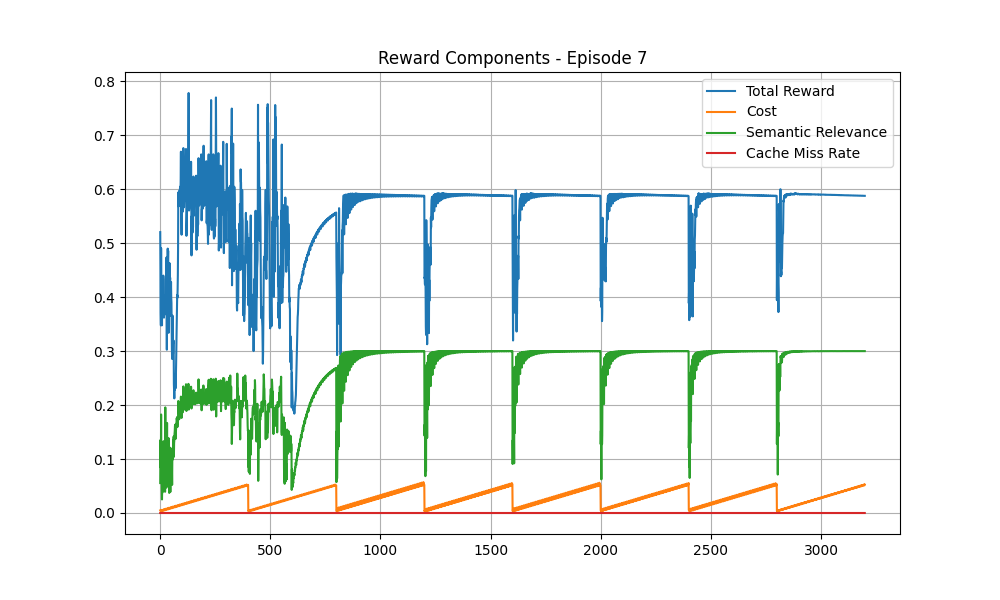 Reward Components - Episode 7
Total Reward
Cost
Semantic Relevance
Cache Miss Rate
0.8
0.7
0.6
0.5
0.4
0.3
0.2
0.1
0.0
0 500 1000 1500 2000 2500 3000